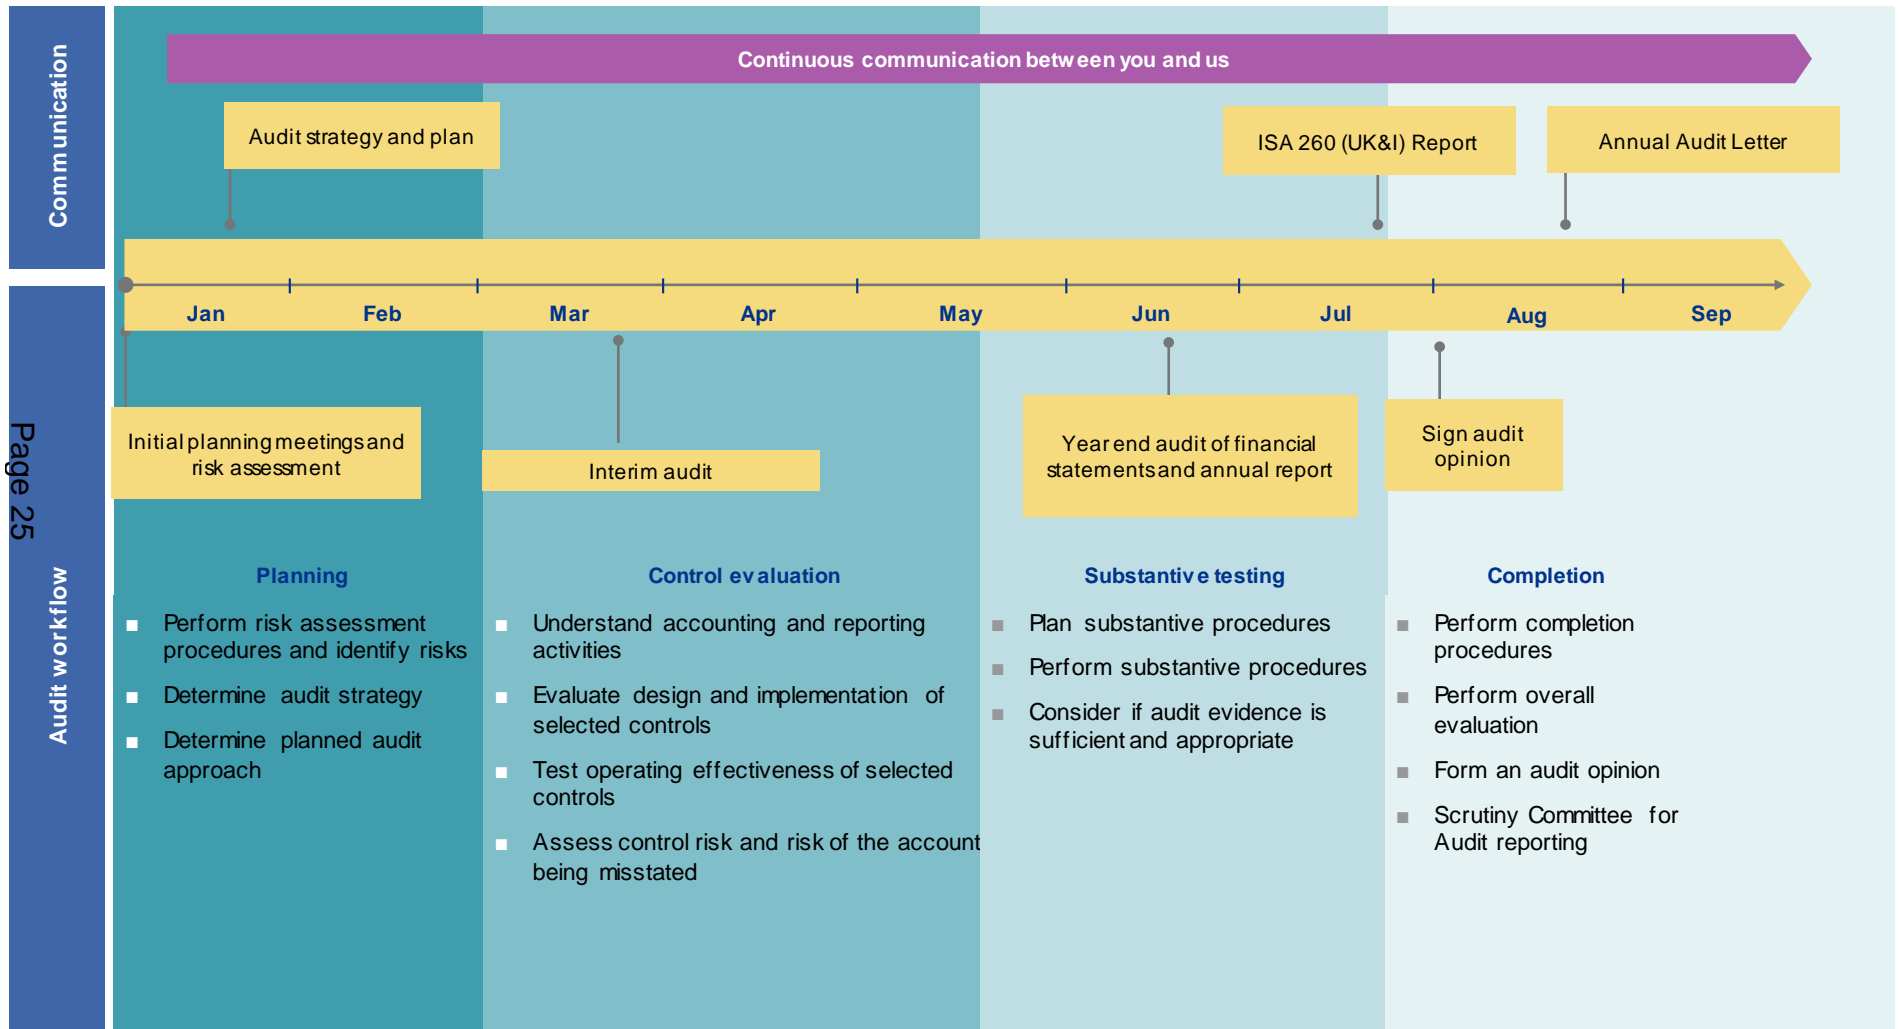 Communication
Continuous communication between you and us
Audit strategy and plan
ISA 260 (UK&I) Report
Annual Audit Letter
Jan
Feb
Mar
Apr
May
Jun
Jul
Aug
Sep
Page 25
Audit workflow
Initial planning meetings and
risk assessment
Interim audit
Year end audit of financial
statements and annual report
Sign audit
opinion
Planning
Perform risk assessment
procedures and identify risks
Determine audit strategy
Determine planned audit
approach
Control evaluation
Understand accounting and reporting
activities
Evaluate design and implementation of
selected controls
Test operating effectiveness of selected
controls
Assess control risk and risk of the account
being misstated
Substantive testing
Plan substantive procedures
Perform substantive procedures
Consider if audit evidence is
sufficient and appropriate
Completion
Perform completion
procedures
Perform overall
evaluation
Form an audit opinion
Scrutiny Committee for
Audit reporting